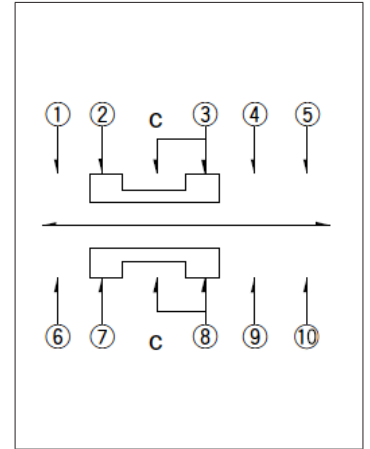 ① ② C ③ ④ ⑤
⑥ ⑦ C ⑧ ⑨ ⑩